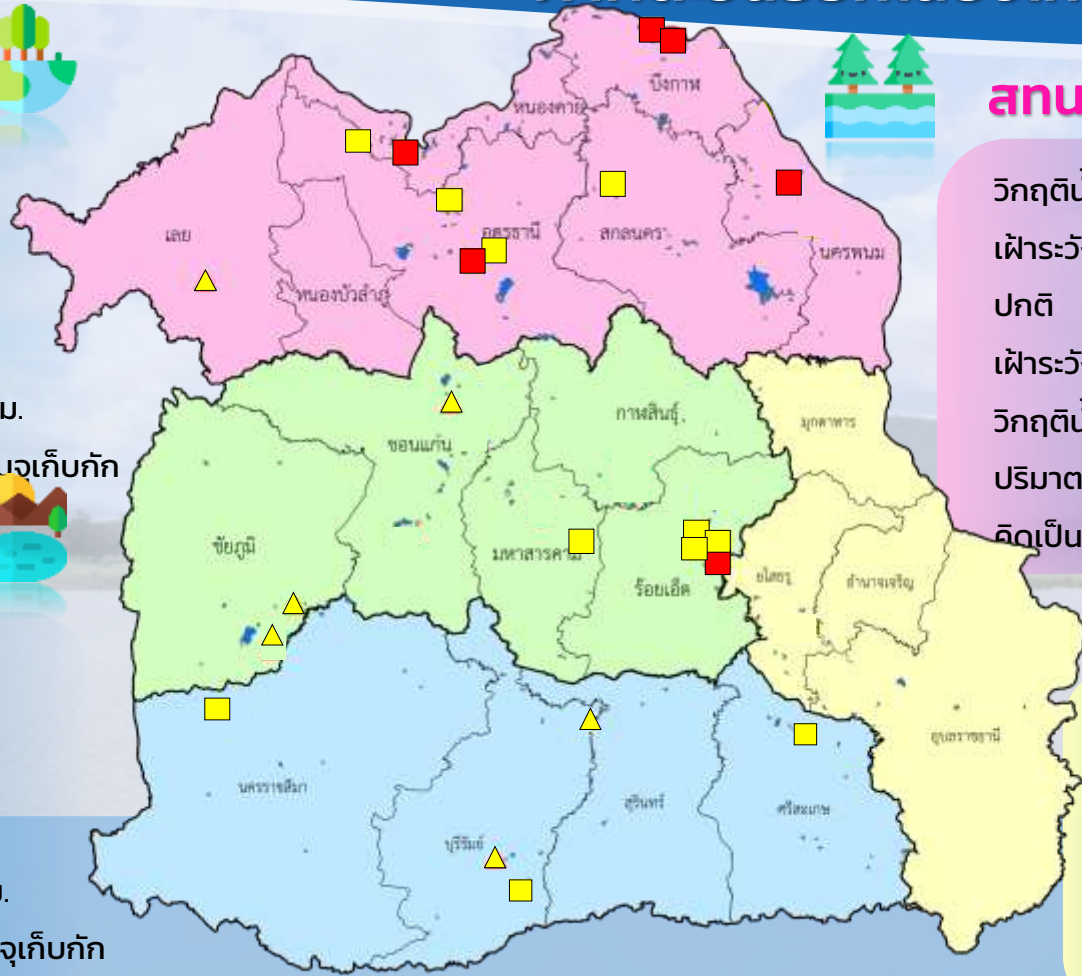 สทน
วิกฤติน้
เฝ้าระวั
ปกติ
เฝ้าระวั
วิกฤติน้
ปริมาต
คิดเป็น
ม.
มจุเก็บกัก
จุเก็บกัก
บึงกาฬ
หนองคาย
เลย
อุดรธานี
สกลนคร
นครพนม
หนองบัวลำภู
กาฬสินธุ์
มุกดาหาร
ขอนแก่น
ชัยภูมิ
มหาสารคาม
ร้อยเอ็ด
ยโสธร
อำนาจเจริญ
อุบลราชธานี
นครราชสีมา
สุรินทร์
ศรีสะเกษ
บุรีรัมย์